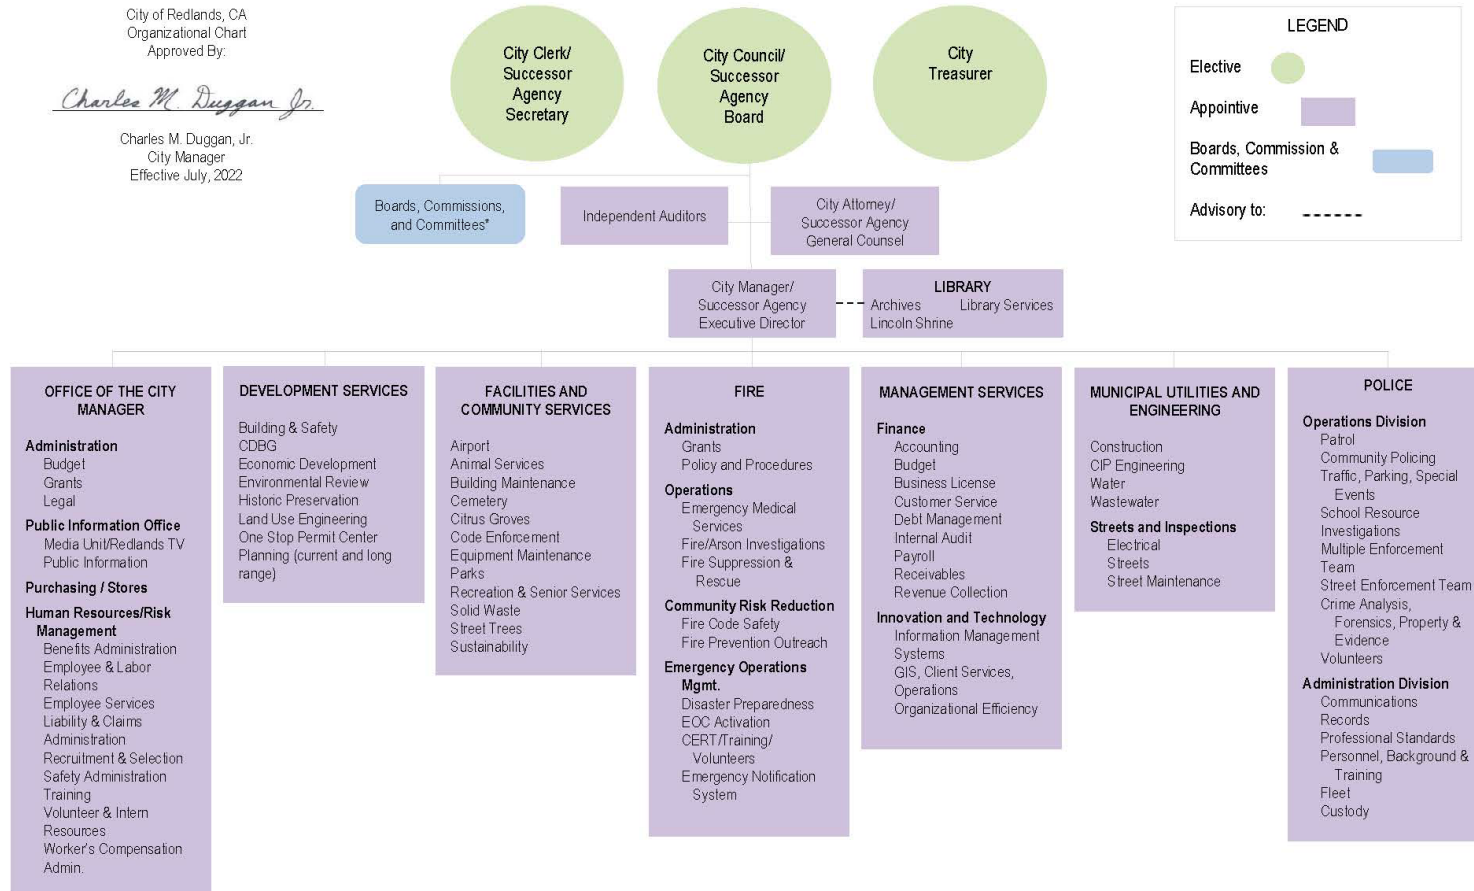 City of Redlands, CA
Organizational Chart
Approved By:
Charles M. Duggan Jr.
Charles M. Duggan, Jr.
City Manager
Effective July, 2022
City Clerk/
Successor
Agency
Secretary
City Council/
Successor
Agency
Board
City
Treasurer
LEGEND
Elective
Appointive
Boards, Commission &
Committees
Advisory to:
Boards, Commissions,
and Committees*
Independent Auditors
City Attorney/
Successor Agency
General Counsel
City Manager/
Successor Agency
Executive Director
LIBRARY
Archives Library Services
Lincoln Shrine
OFFICE OF THE CITY
MANAGER
Administration
Budget
Grants
Legal
Public Information Office
Media Unit/Redlands TV
Public Information
Purchasing / Stores
Human Resources/Risk
Management
Benefits Administration
Employee & Labor
Relations
Employee Services
Liability & Claims
Administration
Recruitment & Selection
Safety Administration
Training
Volunteer & Intern
Resources
Worker's Compensation
Admin.
DEVELOPMENT SERVICES
Building & Safety
CDBG
Economic Development
Environmental Review
Historic Preservation
Land Use Engineering
One Stop Permit Center
Planning (current and long
range)
FACILITIES AND
COMMUNITY SERVICES
Airport
Animal Services
Building Maintenance
Cemetery
Citrus Groves
Code Enforcement
Equipment Maintenance
Parks
Recreation & Senior Services
Solid Waste
Street Trees
Sustainability
FIRE
Administration
Grants
Policy and Procedures
Operations
Emergency Medical
Services
Fire/Arson Investigations
Fire Suppression &
Rescue
Community Risk Reduction
Fire Code Safety
Fire Prevention Outreach
Emergency Operations
Mgmt.
Disaster Preparedness
EOC Activation
CERT/Training/
Volunteers
Emergency Notification
System
MANAGEMENT SERVICES
Finance
Accounting
Budget
Business License
Customer Service
Debt Management
Internal Audit
Payroll
Receivables
Revenue Collection
Innovation and Technology
Information Management
Systems
GIS, Client Services,
Operations
Organizational Efficiency
MUNICIPAL UTILITIES AND
ENGINEERING
Construction
CIP Engineering
Water
Wastewater
Streets and Inspections
Electrical
Streets
Street Maintenance
POLICE
Operations Division
Patrol
Community Policing
Traffic, Parking, Special
Events
School Resource
Investigations
Multiple Enforcement
Team
Street Enforcement Team
Crime Analysis,
Forensics, Property &
Evidence
Volunteers
Administration Division
Communications
Records
Professional Standards
Personnel, Background &
Training
Fleet
Custody